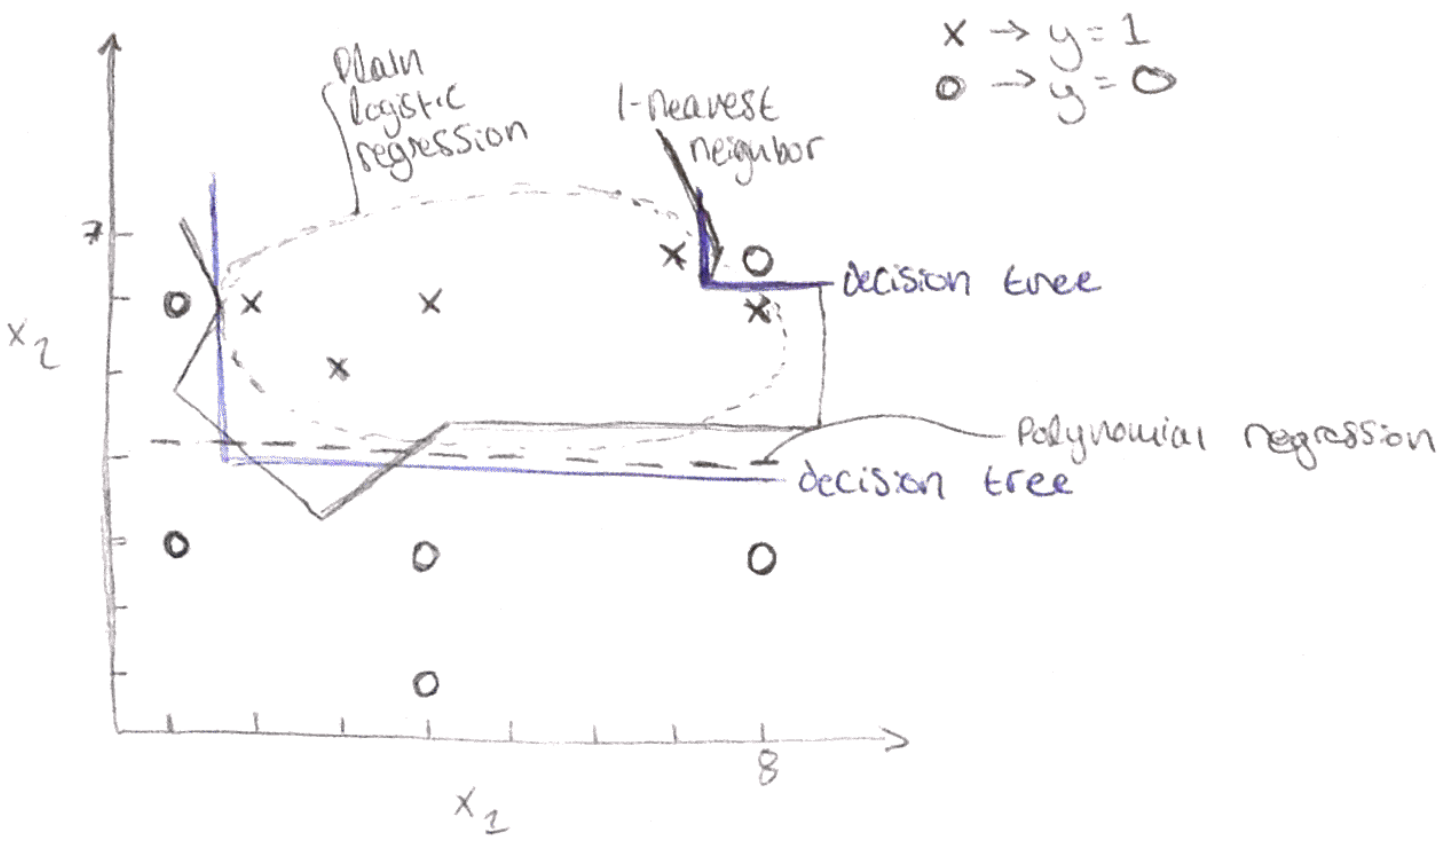 x → y = 1
o → y = 0
Plain
logistic
regression
1-nearest
neighbor
7
decision tree
x2
Polynomial regression
decision tree
8
x1